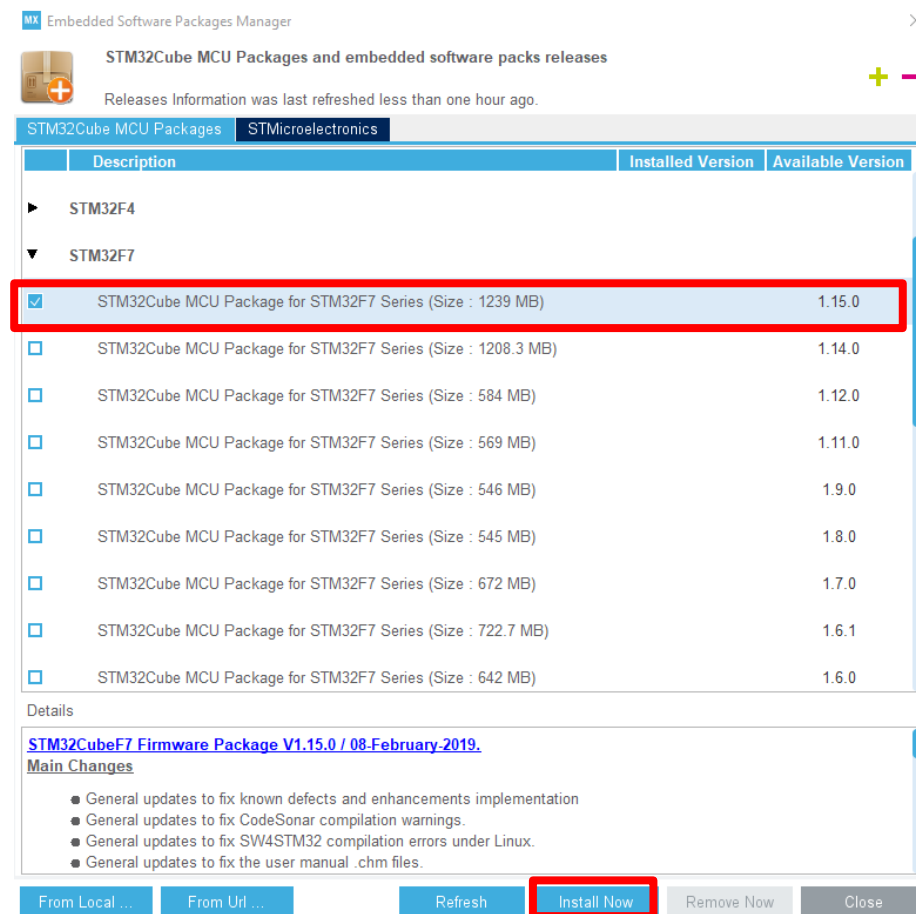 MX Embedded Software Packages Manager
STM32Cube MCU Packages and embedded software packs releases
Releases Information was last refreshed less than one hour ago.
STM32Cube MCU Packages STMicroelectronics
Description Installed Version Available Version
STM32F4
STM32F7
STM32Cube MCU Package for STM32F7 Series (Size : 1239 MB) 1.15.0
STM32Cube MCU Package for STM32F7 Series (Size : 1208.3 MB) 1.14.0
STM32Cube MCU Package for STM32F7 Series (Size : 584 MB) 1.12.0
STM32Cube MCU Package for STM32F7 Series (Size : 569 MB) 1.11.0
STM32Cube MCU Package for STM32F7 Series (Size : 546 MB) 1.9.0
STM32Cube MCU Package for STM32F7 Series (Size : 545 MB) 1.8.0
STM32Cube MCU Package for STM32F7 Series (Size : 672 MB) 1.7.0
STM32Cube MCU Package for STM32F7 Series (Size : 722.7 MB) 1.6.1
STM32Cube MCU Package for STM32F7 Series (Size : 642 MB) 1.6.0
Details
STM32CubeF7 Firmware Package V1.15.0 / 08-February-2019.
Main Changes
General updates to fix known defects and enhancements implementation
General updates to fix CodeSonar compilation warnings.
General updates to fix SW4STM32 compilation errors under Linux.
General updates to fix the user manual .chm files.
From Local ... From Url ... Refresh Install Now Remove Now Close